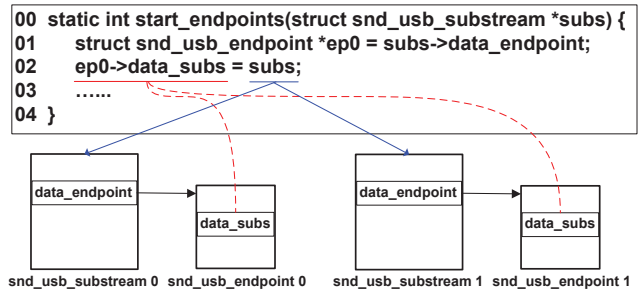 00 static int start_endpoints(struct snd_usb_substream *subs) {
01 struct snd_usb_endpoint *ep0 = subs->data_endpoint;
02 ep0->data_subs = subs;
03 …...
04 }
data_endpoint data_subs data_endpoint data_subs
snd_usb_substream 0 snd_usb_endpoint 0 snd_usb_substream 1 snd_usb_endpoint 1